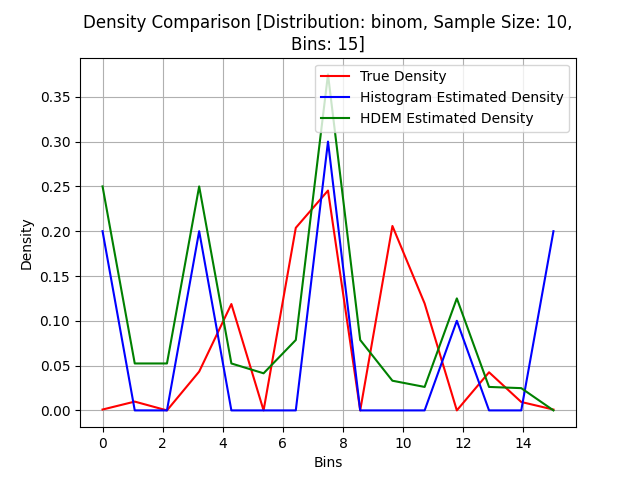 Density Comparison [Distribution: binom, Sample Size: 10,
Bins: 15]
True Density
Histogram Estimated Density
HDEM Estimated Density
Density
0.35
0.30
0.25
0.20
0.15
0.10
0.05
0.00
0 2 4 6 8 10 12 14
Bins